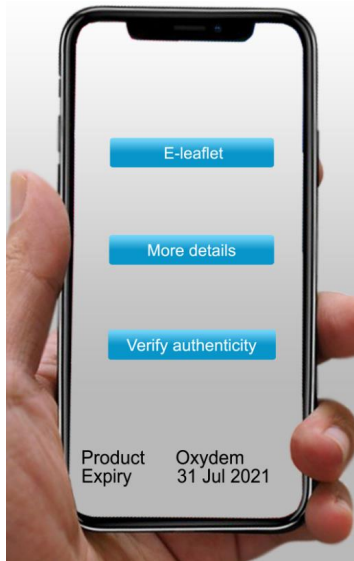 E-leaflet
More details
Verify authenticity
Product Oxydem
Expiry 31 Jul 2021